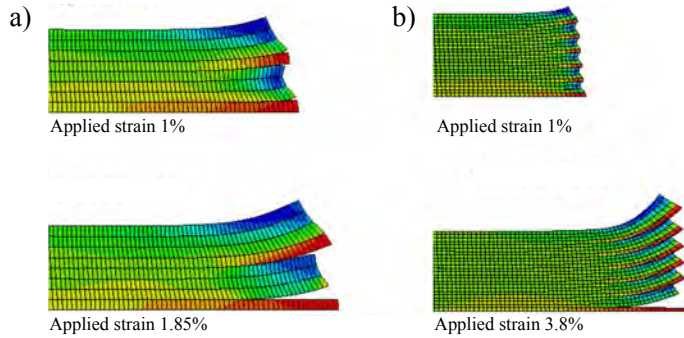 a)
b)
Applied strain 1%
Applied strain 1%
Applied strain 1.85%
Applied strain 3.8%